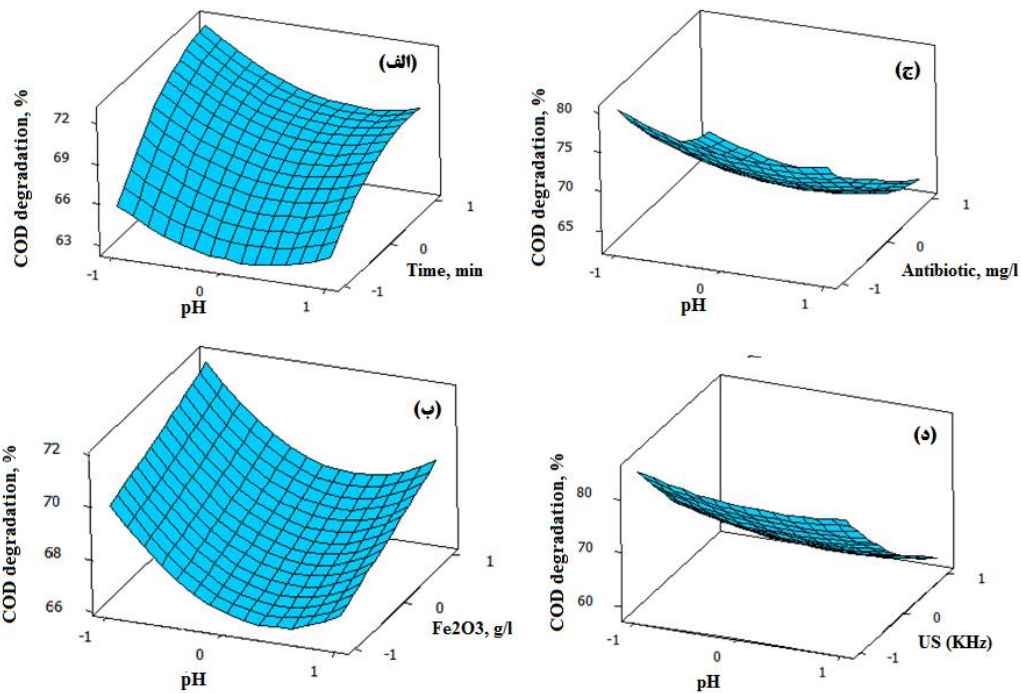 (الف)
COD degradation, %
72
69
66
63
-1
0
1
pH
-1
0
1
Time, min
(ج)
COD degradation, %
80
75
70
65
-1
0
1
pH
-1
0
1
Antibiotic, mg/l
(ب)
COD degradation, %
72
70
68
66
-1
0
1
pH
-1
0
1
Fe2O3, g/l
(د)
COD degradation, %
80
70
60
-1
0
1
pH
-1
0
1
US (KHz)